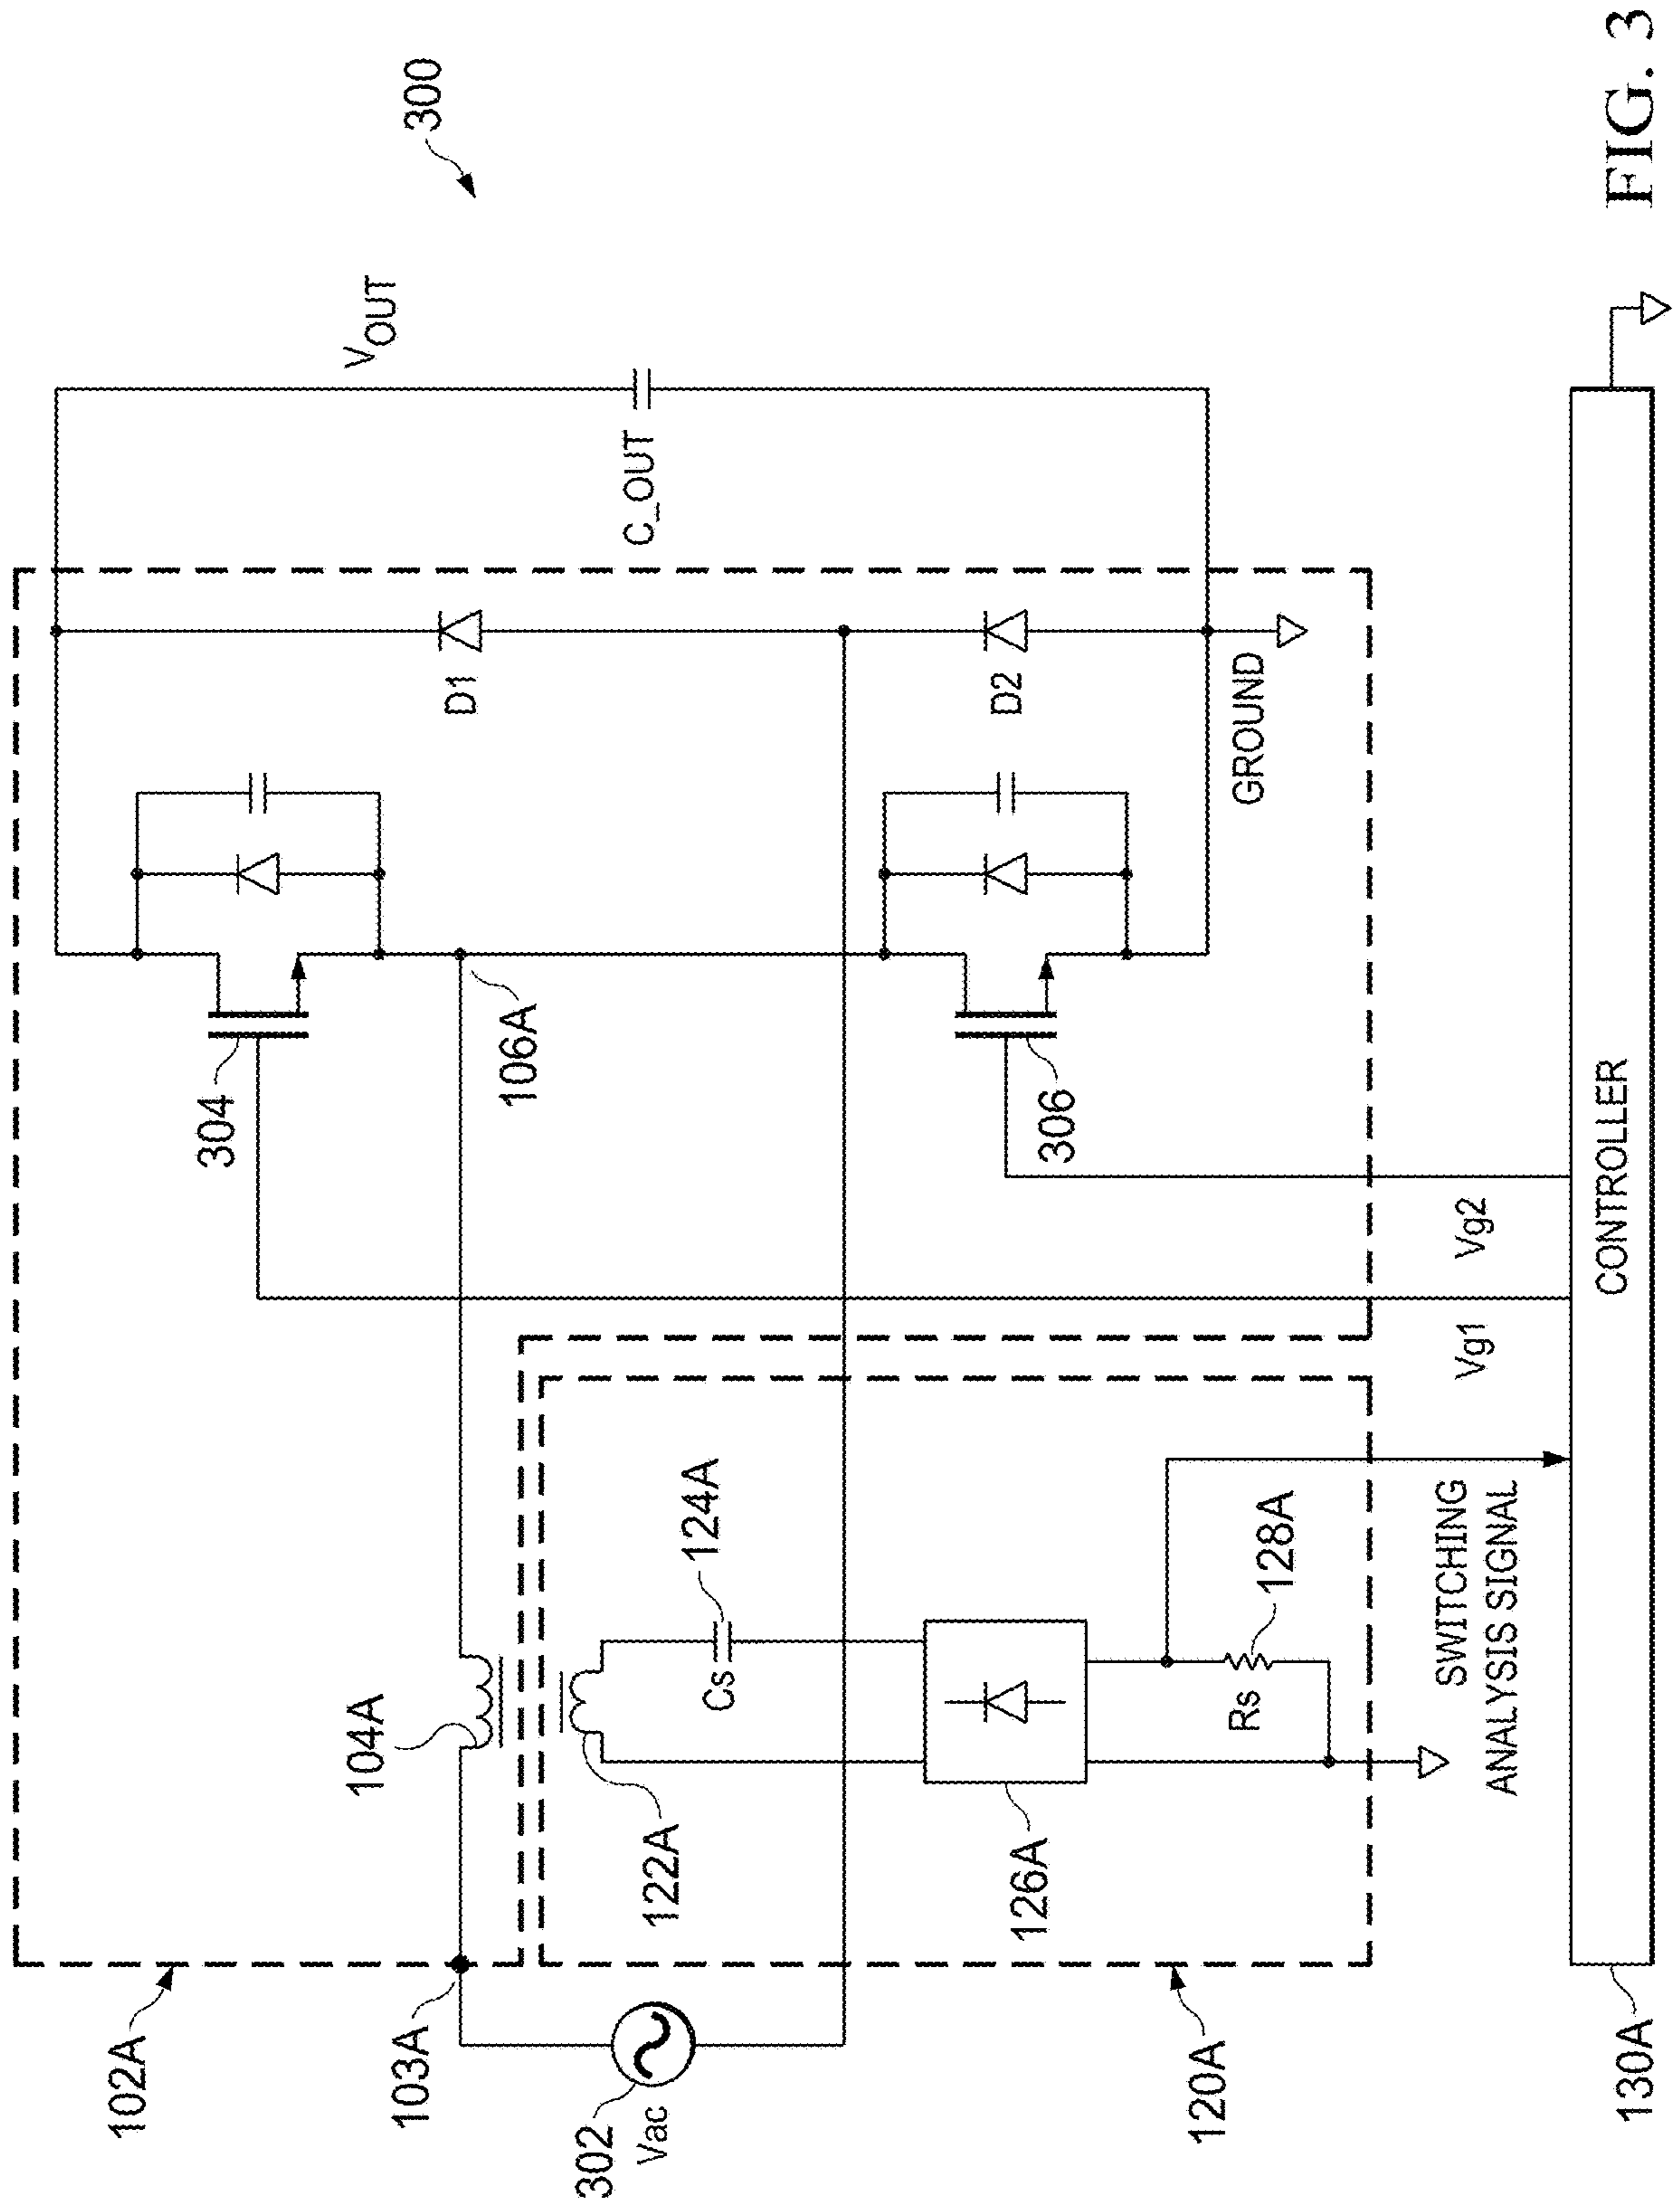 300
102A
304
D1
V_OUT
104A
106A
C_OUT
103A
302
Vac
122A
Cs
124A
306
D2
GROUND
126A
Rs
128A
120A
SWITCHING
ANALYSIS SIGNAL
Vg1
Vg2
130A
CONTROLLER
FIG. 3